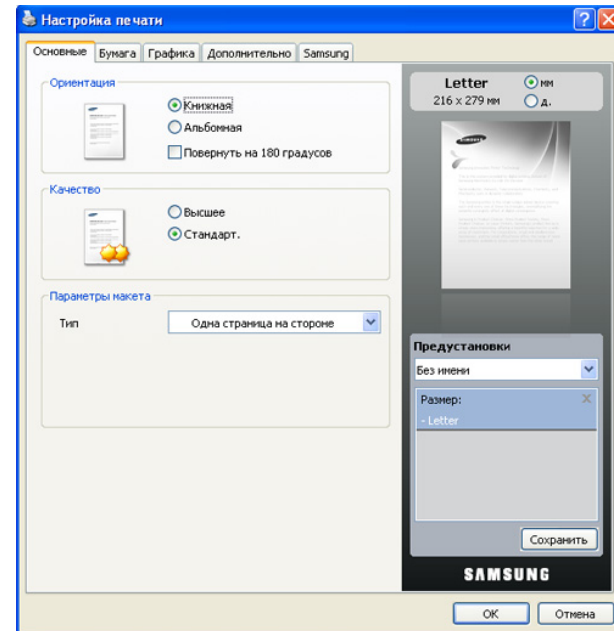 Настройка печати
Основные Бумага Графика Дополнительно Samsung
Ориентация
Книжная
Альбомная
Повернуть на 180 градусов
Качество
Высшее
Стандарт.
Параметры макета
Тип Одна страница на стороне
Letter
216 x 279 мм
мм
д.
SAMSUNG
Предустановки
Без имени
Размер:
- Letter
Сохранить
SAMSUNG
OK Отмена